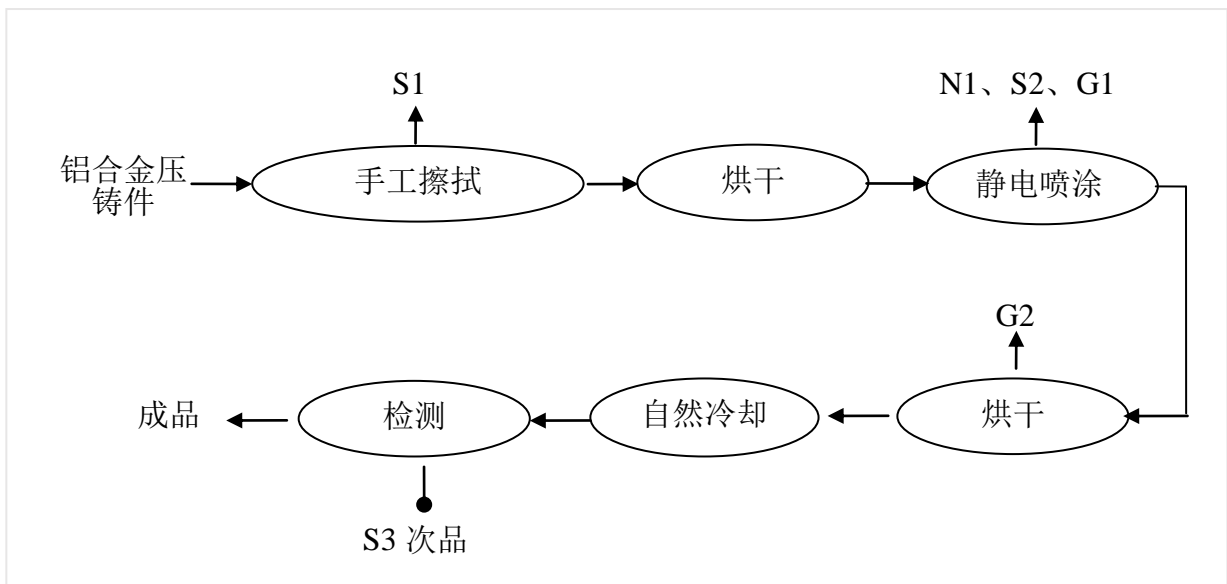 S1
N1、S2、G1
铝合金压
铸件
手工擦拭
烘干
静电喷涂
G2
成品
检测
自然冷却
烘干
S3 次品